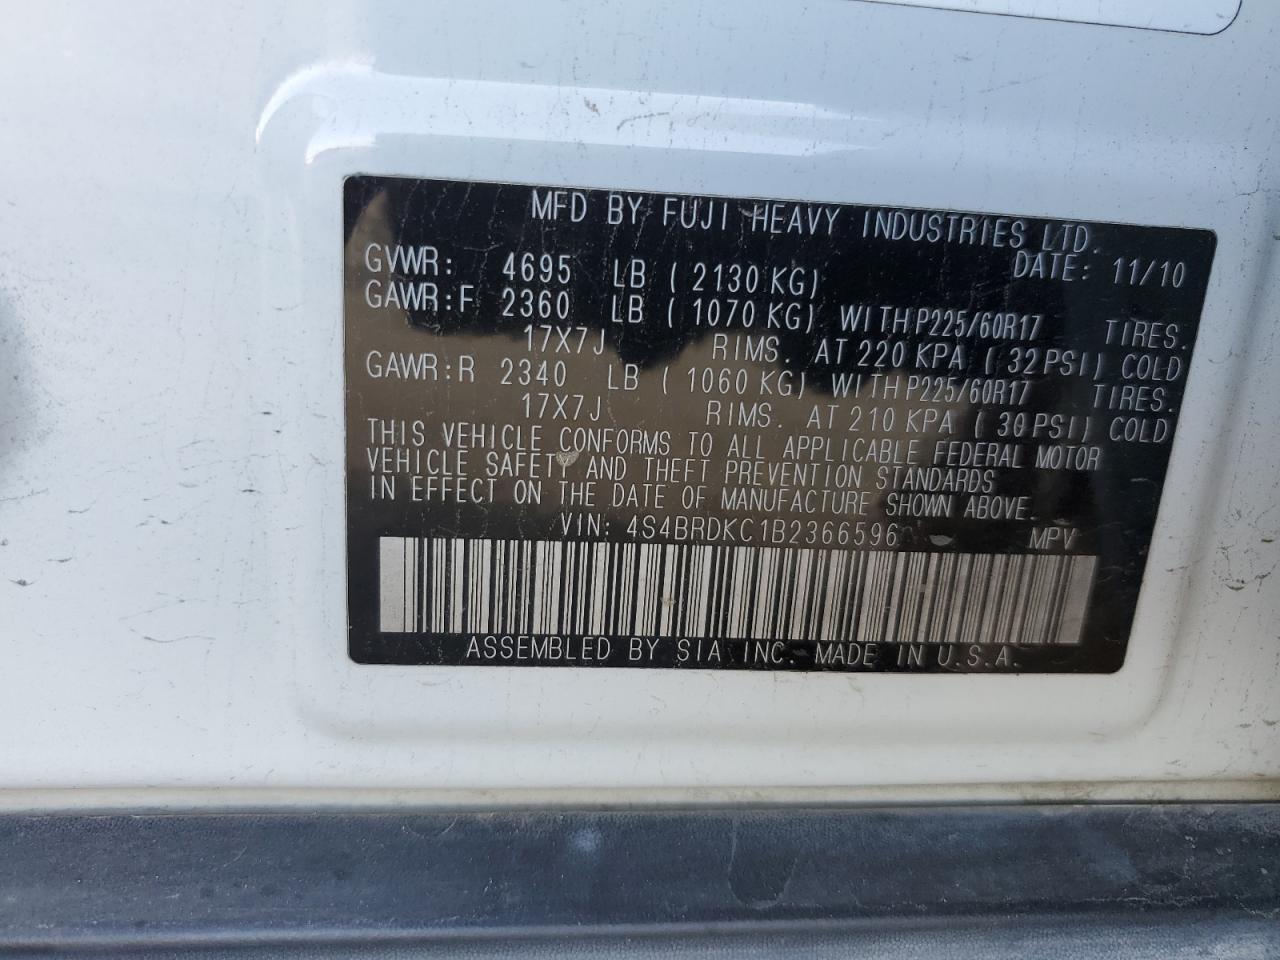 MFD BY FUJI HEAVY INDUSTRIES LTD.
DATE: 11/10
GVWR: 4695 LB (2130 KG)
GAWR:F 2360 LB (1070 KG) WITH P225/60R17 TIRES.
17X7J RIMS. AT 220 KPA (32 PSI) COLD
GAWR:R 2340 LB (1060 KG) WITH P225/60R17 TIRES.
17X7J RIMS. AT 210 KPA (30 PSI) COLD
THIS VEHICLE CONFORMS TO ALL APPLICABLE FEDERAL MOTOR
VEHICLE SAFETY AND THEFT PREVENTION STANDARDS
IN EFFECT ON THE DATE OF MANUFACTURE SHOWN ABOVE.
VIN: 4S4BRDKC1B2366596 MPV
ASSEMBLED BY SIA INC. MADE IN U.S.A.